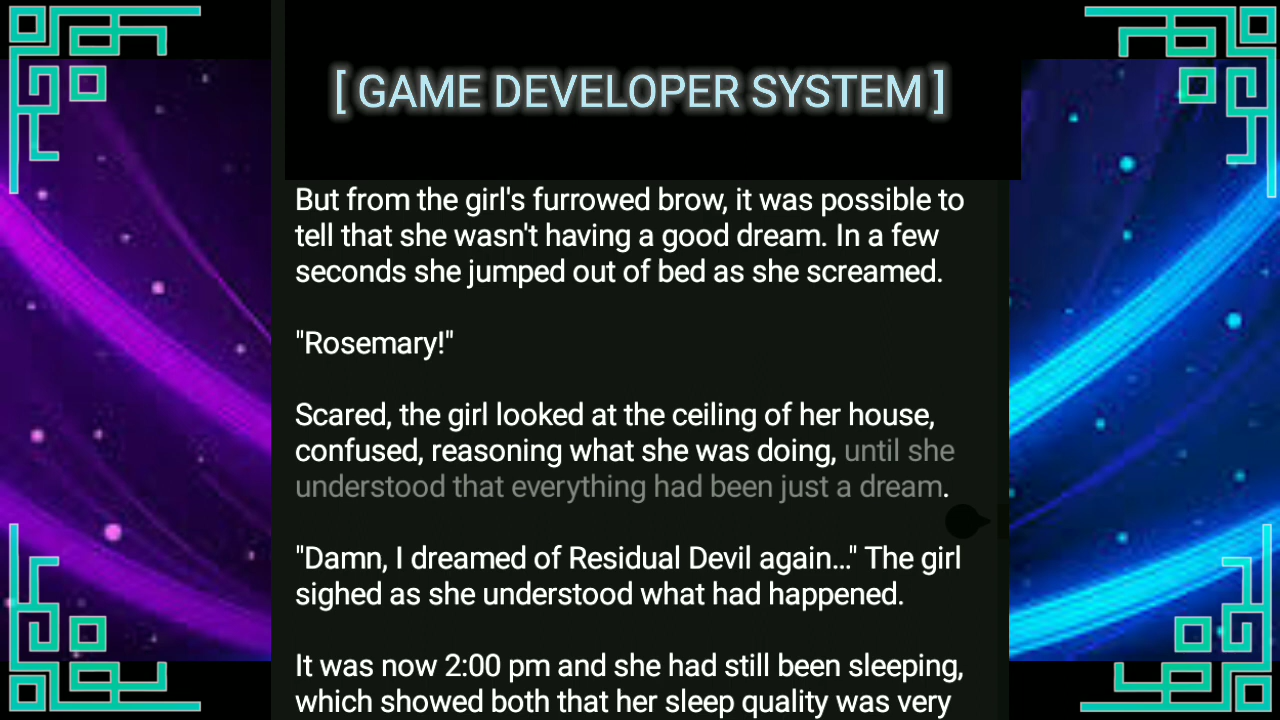 [ GAME DEVELOPER SYSTEM ]
But from the girl's furrowed brow, it was possible to
tell that she wasn't having a good dream. In a few
seconds she jumped out of bed as she screamed.
"Rosemary!"
Scared, the girl looked at the ceiling of her house,
confused, reasoning what she was doing, until she
understood that everything had been just a dream.
"Damn, I dreamed of Residual Devil again…" The girl
sighed as she understood what had happened.
It was now 2:00 pm and she had still been sleeping,
which showed both that her sleep quality was very